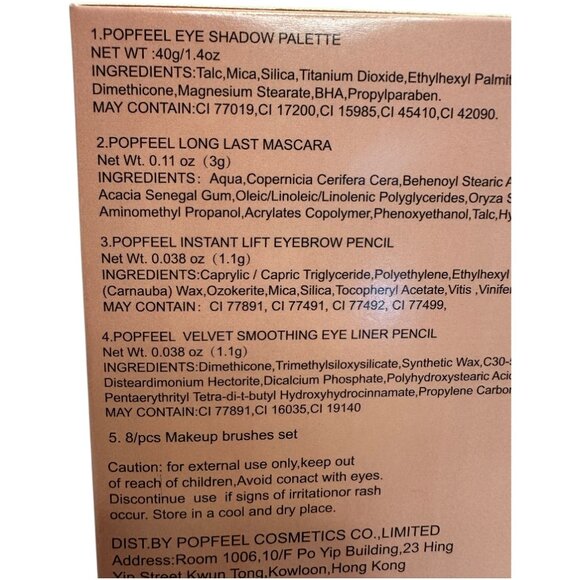 1.POPFEEL EYE SHADOW PALETTE
NET WT :40g/1.4oz
INGREDIENTS:Talc,Mica,Silica,Titanium Dioxide,Ethylhexyl
Dimethicone,Magnesium Stearate,BHA,Propylparaben.
MAY CONTAIN:CI 77019,CI 17200,CI 15985,CI 45410,CI 42090.
2.POPFEEL LONG LAST MASCARA
Net Wt. 0.11 oz（3g）
INGREDIENTS： Aqua,Copernicia Cerifera Cera,Behenoyl Stearic
Acacia Senegal Gum,Oleic/Linoleic/Linolenic Polyglycerides,Oryza
Aminomethyl Propanol,Acrylates Copolymer,Phenoxyethanol,Talc,
3.POPFEEL INSTANT LIFT EYEBROW PENCIL
Net Wt. 0.038 oz（1.1g）
INGREDIENTS:Caprylic / Capric Triglyceride,Polyethylene,Ethylhexyl
(Carnauba) Wax,Ozokerite,Mica,Silica,Tocopheryl Acetate,Vitis ,
MAY CONTAIN： CI 77891, CI 77491, CI 77492, CI 77499,
4.POPFEEL VELVET SMOOTHING EYE LINER PENCIL
Net Wt. 0.038 oz（1.1g）
INGREDIENTS:Dimethicone,Trimethylsiloxysilicate,Synthetic Wax,
Disteardimonium Hectorite,Dicalcium Phosphate,Polyhydroxystearic
Pentaerythrityl Tetra-di-t-butyl Hydroxyhydrocinnamate,Propylene
MAY CONTAIN:CI 77891,CI 16035,CI 19140
5. 8/pcs Makeup brushes set
Caution: for external use only,keep out
of reach of children,Avoid conact with eyes.
Discontinue use if signs of irritationor rash
occur. Store in a cool and dry place.
DIST.BY POPFEEL COSMETICS CO.,LIMITED
Address:Room 1006,10/F Po Yip Building,23 Hing
Yip Street Kwun Tong,Kowloon,Hong Kong